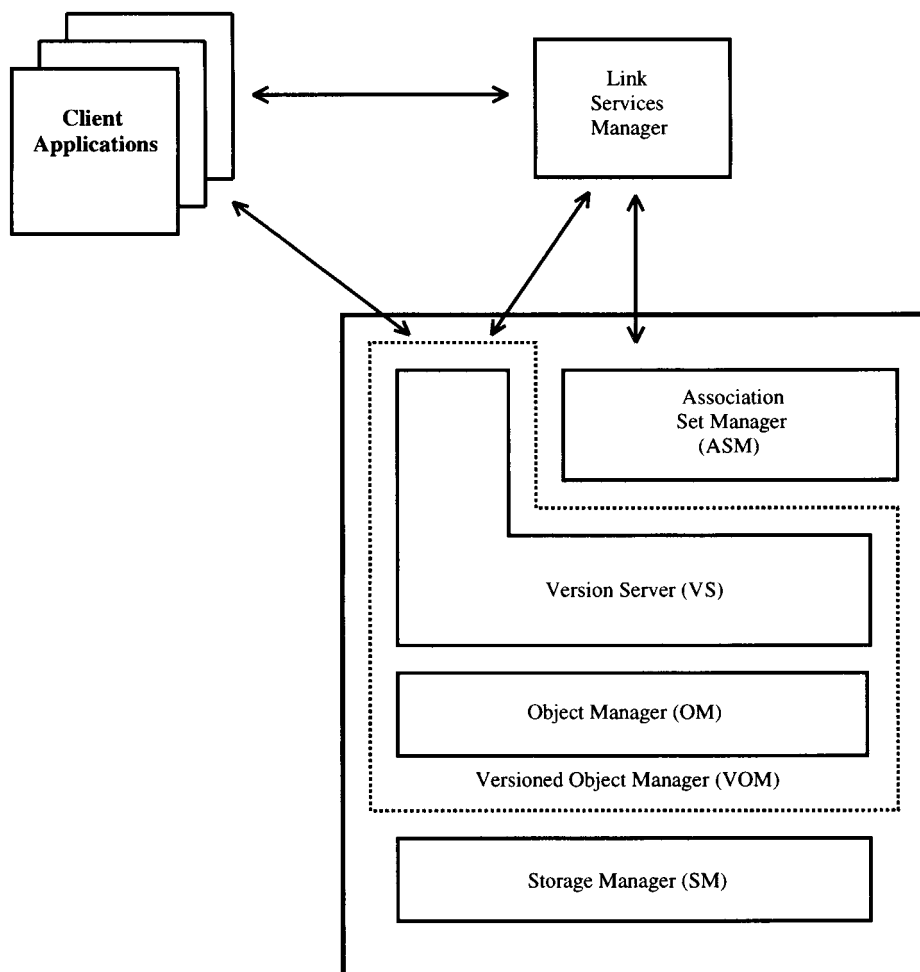 Client
Applications
Link
Services
Manager
Association
Set Manager
(ASM)
Version Server (VS)
Object Manager (OM)
Versioned Object Manager (VOM)
Storage Manager (SM)